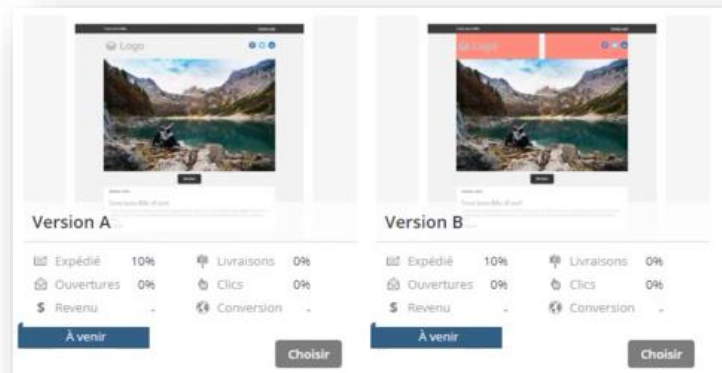 Logo
Version A
Expédié 10% Livraisons 0%
Ouvertures 0% Clics 0%
$ Revenu - Conversion -
À venir
Choisir
Logo
Version B
Expédié 10% Livraisons 0%
Ouvertures 0% Clics 0%
$ Revenu - Conversion -
À venir
Choisir